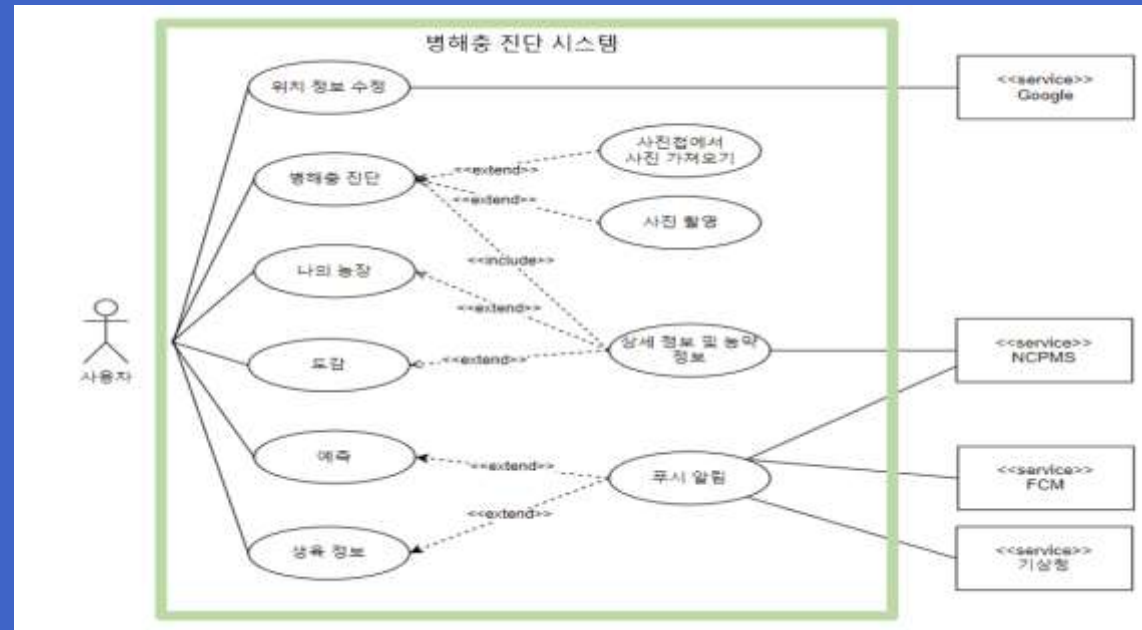 병해충 진단 시스템
위치 정보 수정
<<service>>
Google
사진첩에서
사진 가져오기
<<extend>>
병해충 진단
<<extend>>
사진 촬영
<<include>>
나의 농장
<<extend>>
상세 정보 및 농약
정보
<<service>>
NCPMS
도감
<<extend>>
사용자
예측
<<extend>>
푸시 알림
<<service>>
FCM
<<extend>>
생육 정보
<<service>>
기상청